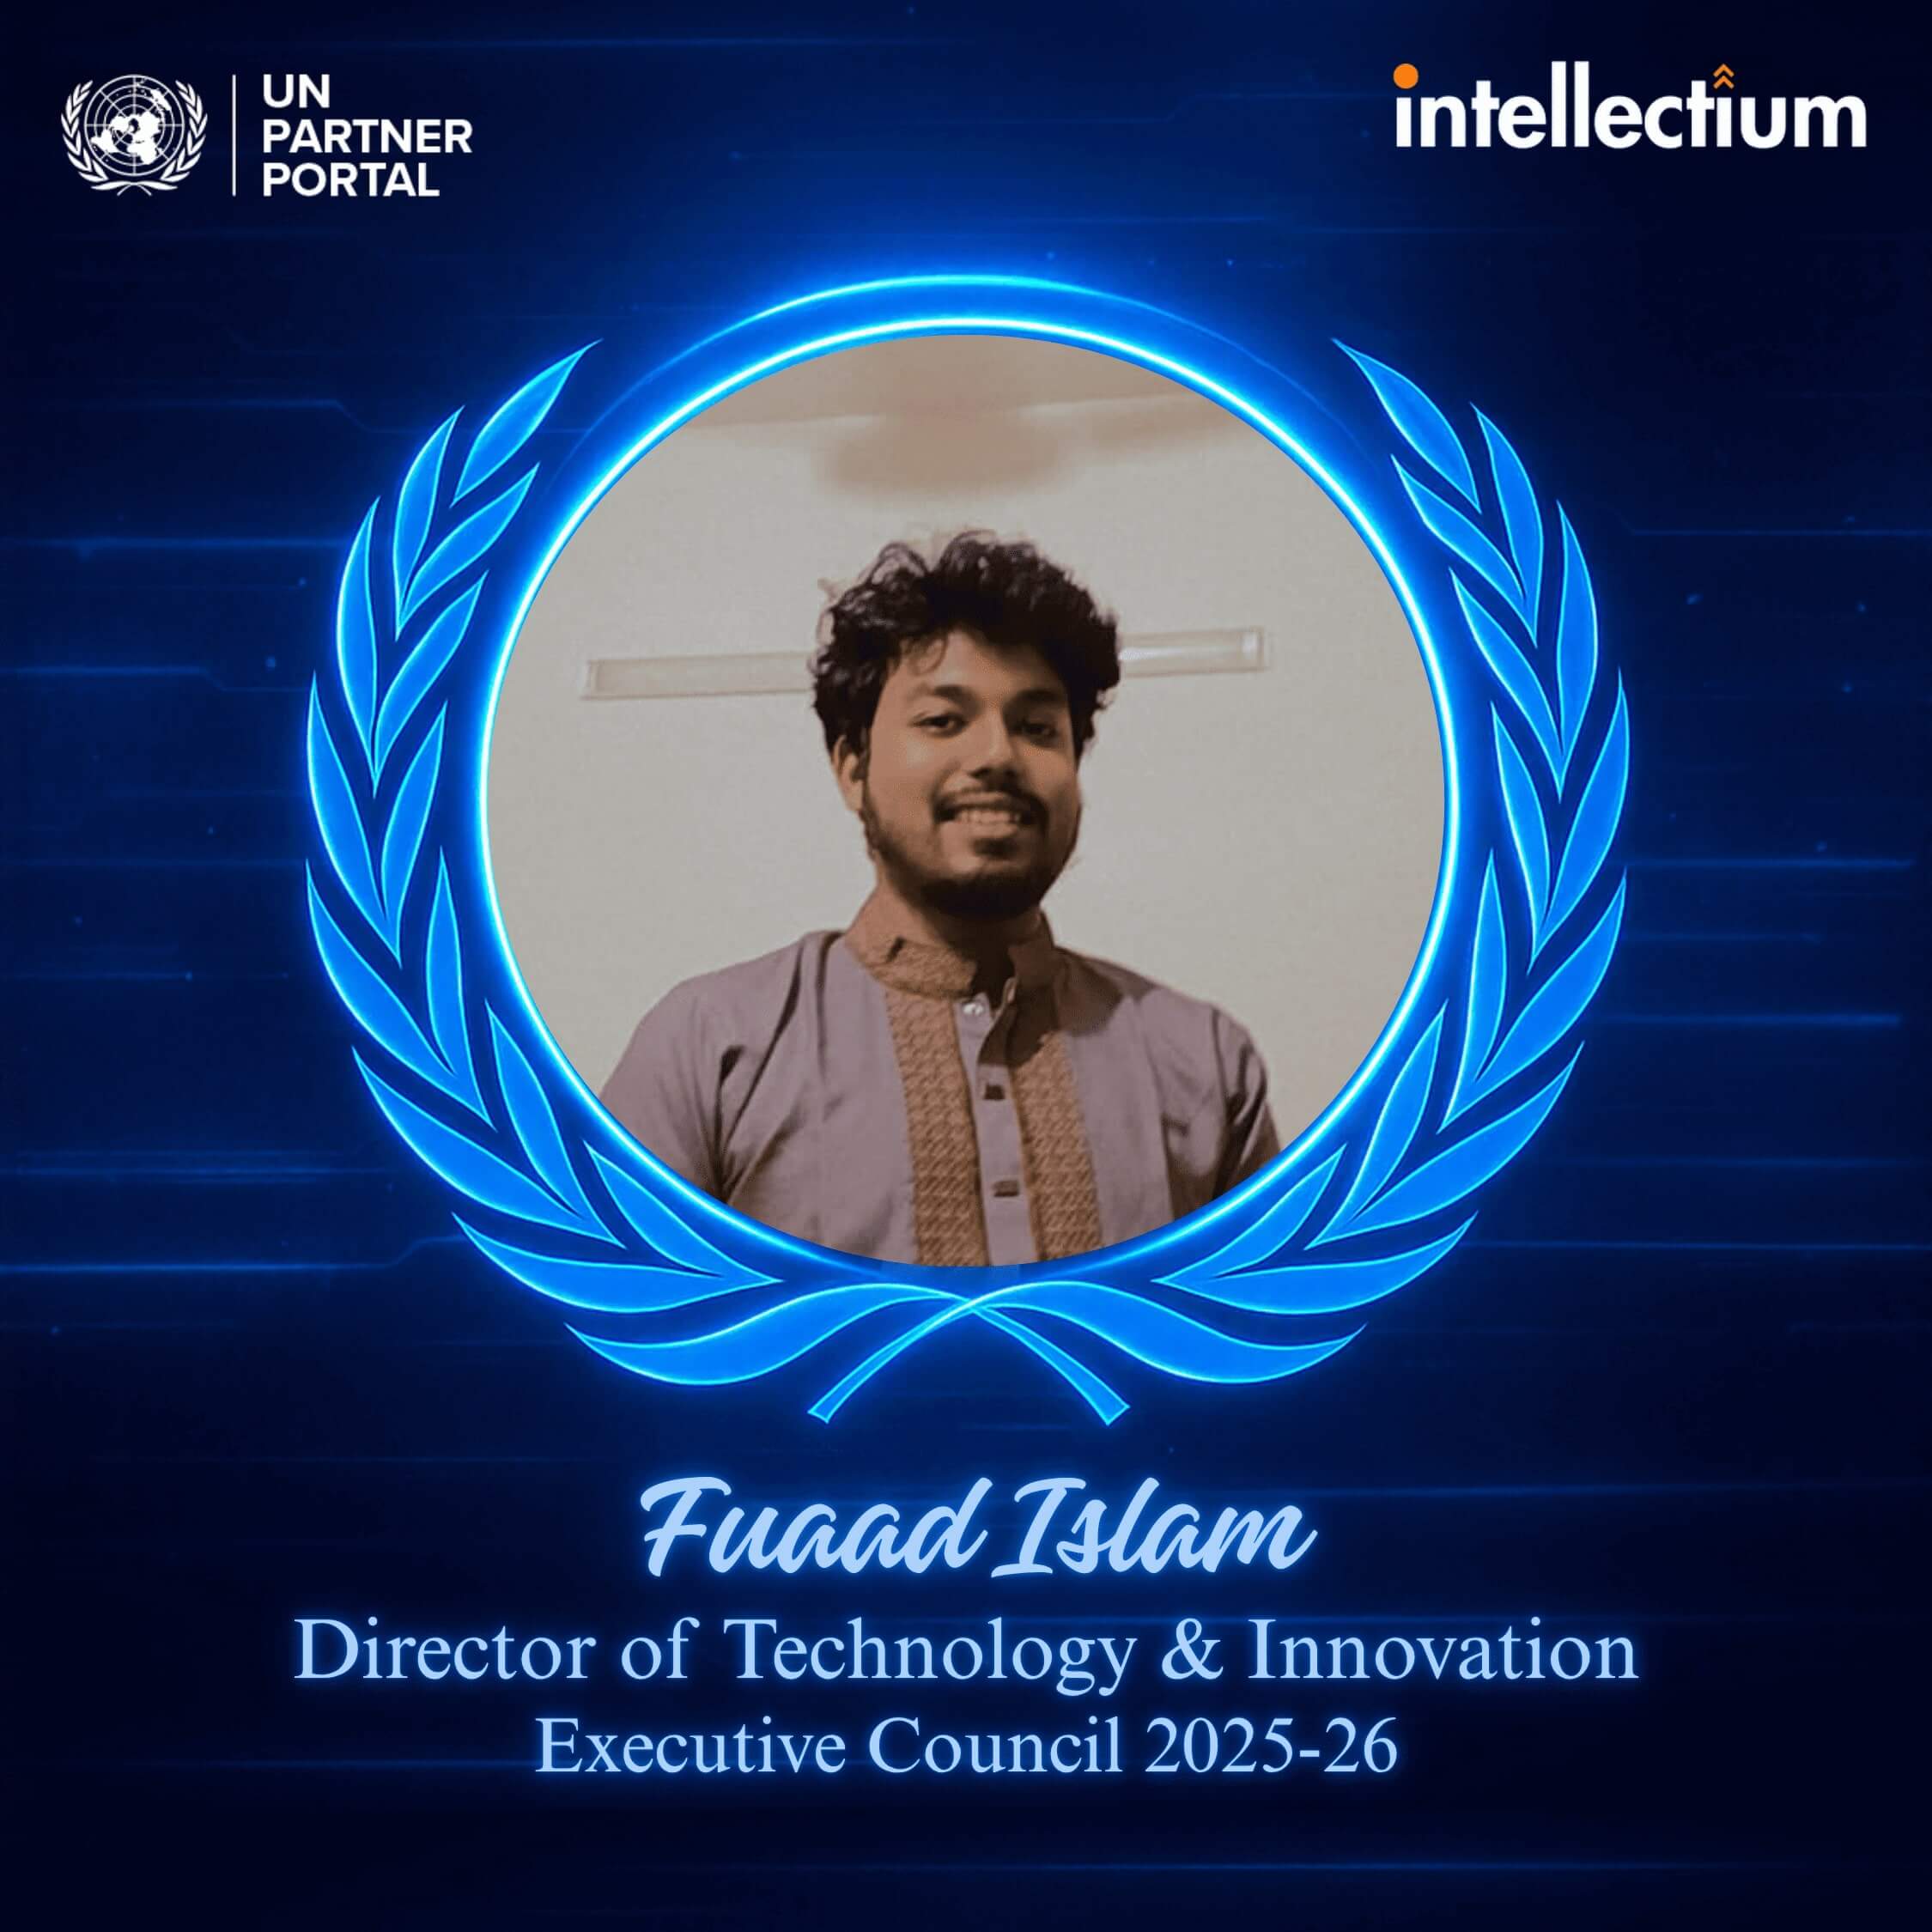 UN
PARTNER
PORTAL
intellectium
Fuaad Islam
Director of Technology & Innovation
Executive Council 2025-26